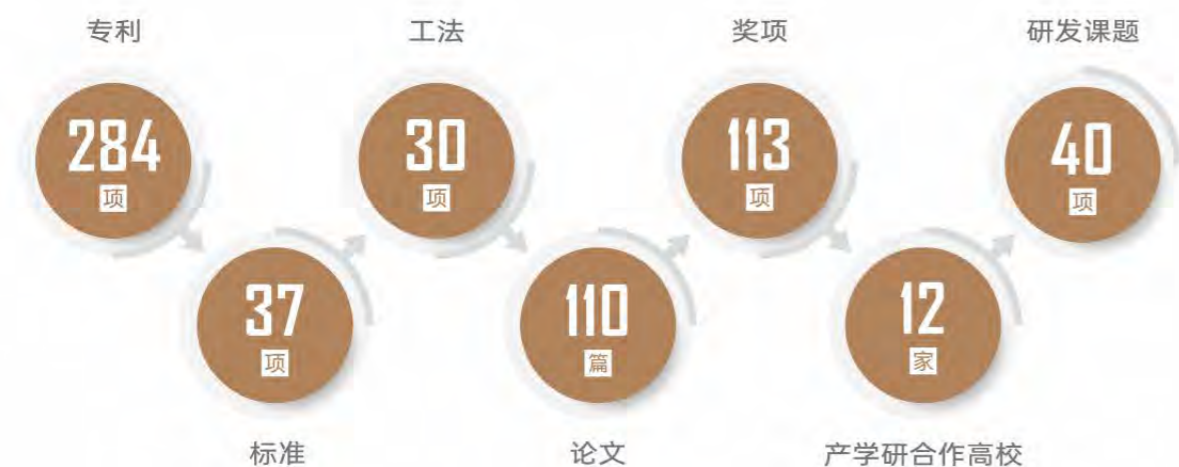 专利
284
项
37
项
标准
工法
30
项
110
篇
论文
奖项
113
项
12
家
产学研合作高校
研发课题
40
项